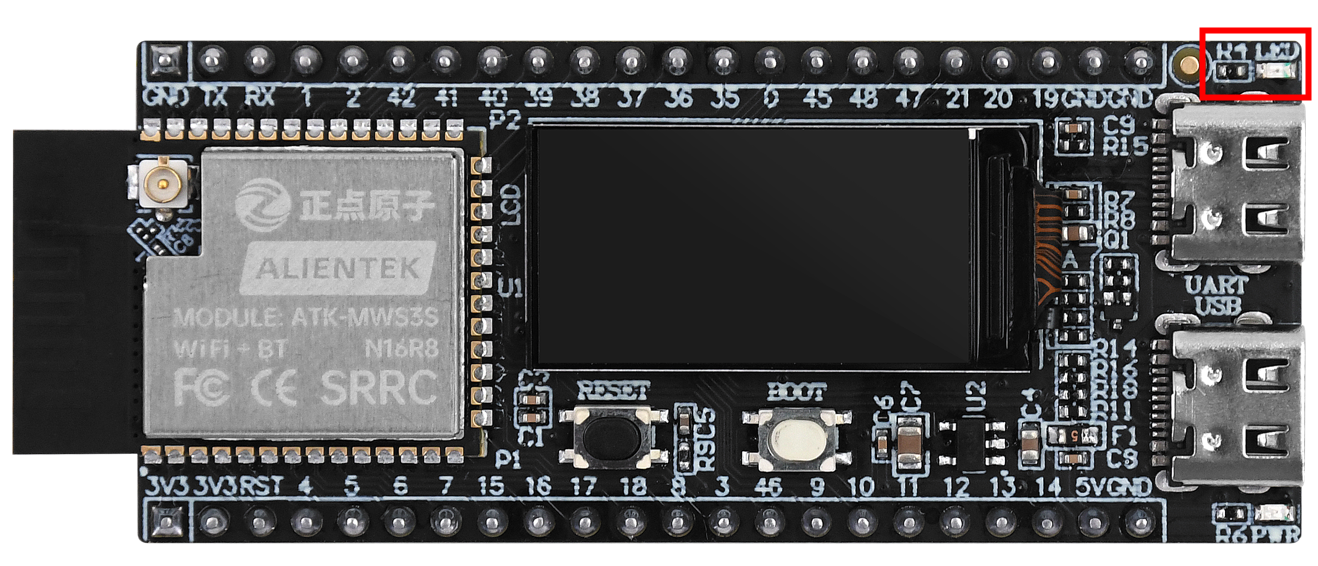 R4 LED
GND TX RX 1 2 42 41 40 39 38 37 36 35 0 45 48 47 21 20 19 GND GND
P2
C9
R15
正点原子
ALIENTEK
MODULE: ATK-MWS3S
WiFi + BT N16R8
FC CE SRRC
LCD
U1
R7
R8
Q1
A
UART
USB
R14
R16
R18
R11
F1
C8
C3
C1
RESET
R9 C5
BOOT
C6 C7
U2
C4
P1
3V3 3V3 RST 4 5 6 7 15 16 17 18 8 3 46 9 10 11 12 13 14 5V GND
R6 PWR